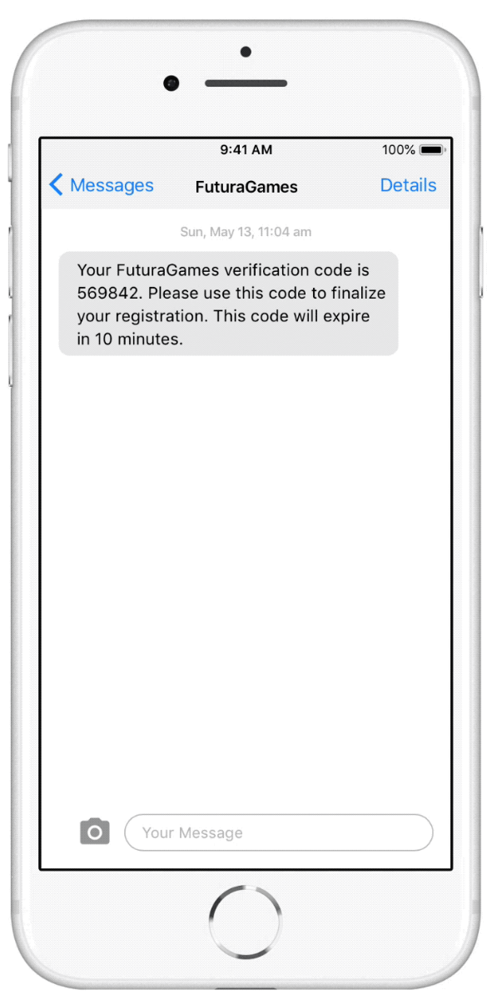 9:41 AM 100%
Messages FuturaGames Details
Sun, May 13, 11:04 am
Your FuturaGames verification code is
569842. Please use this code to finalize
your registration. This code will expire
in 10 minutes.
Your Message